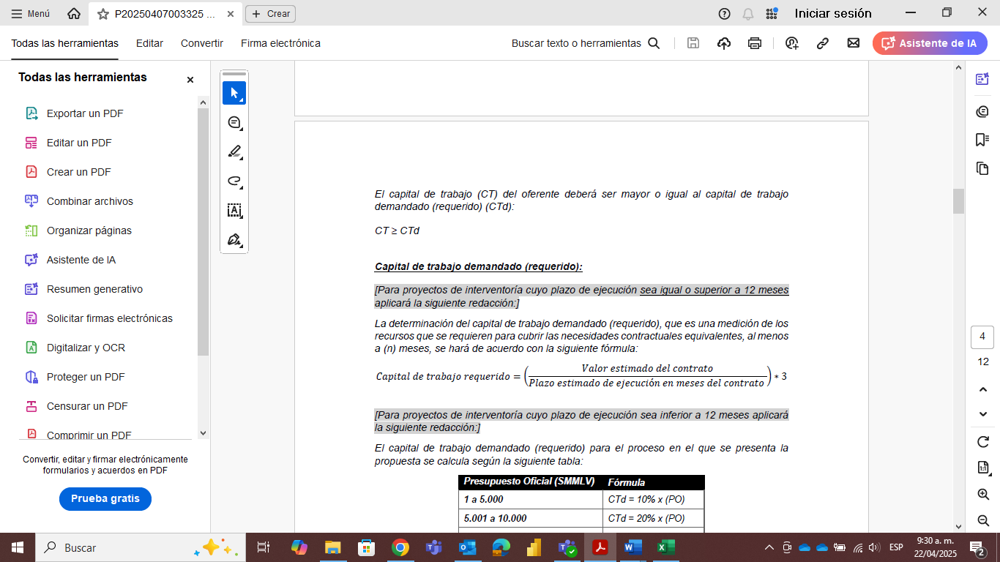 Menú
P20250407003325 ...
Crear
Iniciar sesión
Todas las herramientas
Editar
Convertir
Firma electrónica
Buscar texto o herramientas
Asistente de IA
Todas las herramientas
Exportar un PDF
Editar un PDF
Crear un PDF
Combinar archivos
Organizar páginas
Asistente de IA
Resumen generativo
Solicitar firmas electrónicas
Digitalizar y OCR
Proteger un PDF
Censurar un PDF
Comprimir un PDF
Convertir, editar y firmar electrónicamente
formularios y acuerdos en PDF
Prueba gratis
El capital de trabajo (CT) del oferente deberá ser mayor o igual al capital de trabajo
demandado (requerido) (CTd):
CT ≥ CTd
Capital de trabajo demandado (requerido):
[Para proyectos de interventoría cuyo plazo de ejecución sea igual o superior a 12 meses
aplicará la siguiente redacción:]
La determinación del capital de trabajo demandado (requerido), que es una medición de los
recursos que se requieren para cubrir las necesidades contractuales equivalentes, al menos
a (n) meses, se hará de acuerdo con la siguiente fórmula:
Capital de trabajo requerido = (Valor estimado del contrato / Plazo estimado de ejecución en meses del contrato) * 3
[Para proyectos de interventoría cuyo plazo de ejecución sea inferior a 12 meses aplicará
la siguiente redacción:]
El capital de trabajo demandado (requerido) para el proceso en el que se presenta la
propuesta se calcula según la siguiente tabla:
Presupuesto Oficial (SMMLV) Fórmula
1 a 5.000 CTd = 10% x (PO)
5.001 a 10.000 CTd = 20% x (PO)
4
12
1:1
Buscar
ESP
9:30 a. m.
22/04/2025
2